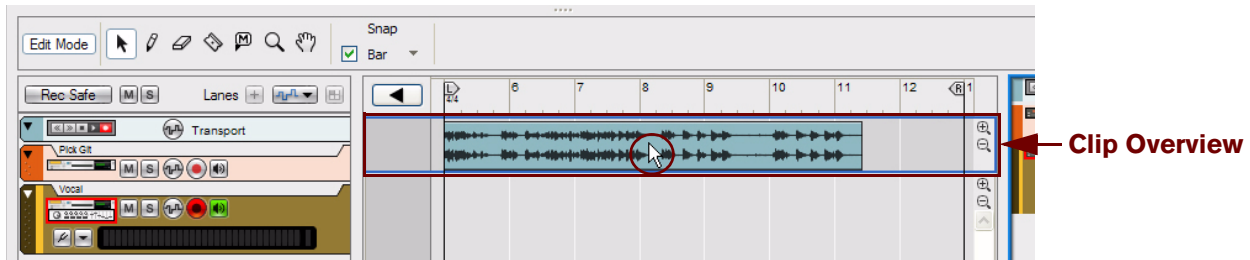 Snap
Edit Mode
M
Bar
Rec Safe M S Lanes
L 6 7 8 9 10 11 12 R 1
4/4
Transport
Pick Git
M S
Clip Overview
Vocal
M S